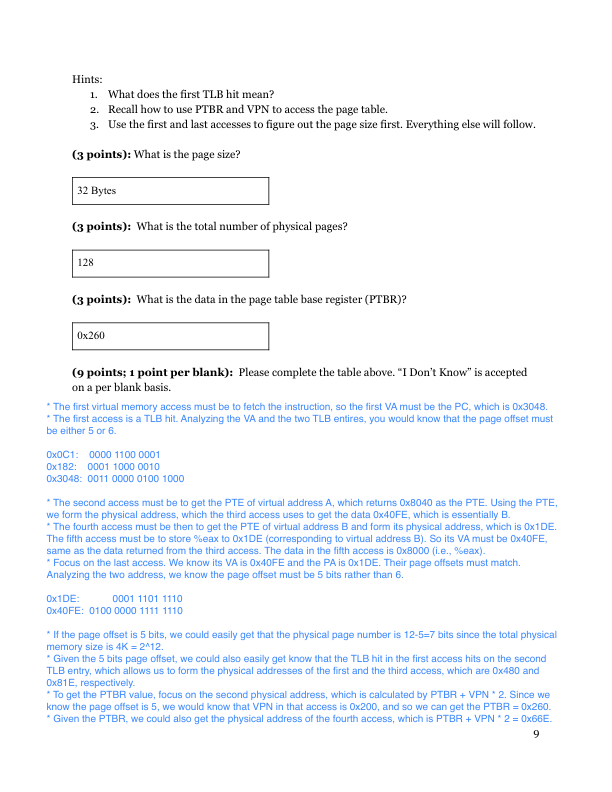 Hints:
1. What does the first TLB hit mean?
2. Recall how to use PTBR and VPN to access the page table.
3. Use the first and last accesses to figure out the page size first. Everything else will follow.
(3 points): What is the page size?
32 Bytes
(3 points): What is the total number of physical pages?
128
(3 points): What is the data in the page table base register (PTBR)?
0x260
(9 points; 1 point per blank): Please complete the table above. “I Don’t Know” is accepted
on a per blank basis.
* The first virtual memory access must be to fetch the instruction, so the first VA must be the PC, which is 0x3048.
* The first access is a TLB hit. Analyzing the VA and the two TLB entires, you would know that the page offset must
be either 5 or 6.
0x0C1: 0000 1100 0001
0x182: 0001 1000 0010
0x3048: 0011 0000 0100 1000
* The second access must be to get the PTE of virtual address A, which returns 0x8040 as the PTE. Using the PTE,
we form the physical address, which the third access uses to get the data 0x40FE, which is essentially B.
* The fourth access must be then to get the PTE of virtual address B and form its physical address, which is 0x1DE.
The fifth access must be to store %eax to 0x1DE (corresponding to virtual address B). So its VA must be 0x40FE,
same as the data returned from the third access. The data in the fifth access is 0x8000 (i.e., %eax).
* Focus on the last access. We know its VA is 0x40FE and the PA is 0x1DE. Their page offsets must match.
Analyzing the two address, we know the page offset must be 5 bits rather than 6.
0x1DE: 0001 1101 1110
0x40FE: 0100 0000 1111 1110
* If the page offset is 5 bits, we could easily get that the physical page number is 12-5=7 bits since the total physical
memory size is 4K = 2^12.
* Given the 5 bits page offset, we could also easily get know that the TLB hit in the first access hits on the second
TLB entry, which allows us to form the physical addresses of the first and the third access, which are 0x480 and
0x81E, respectively.
* To get the PTBR value, focus on the second physical address, which is calculated by PTBR + VPN * 2. Since we
know the page offset is 5, we would know that VPN in that access is 0x200, and so we can get the PTBR = 0x260.
* Given the PTBR, we could also get the physical address of the fourth access, which is PTBR + VPN * 2 = 0x66E.
9